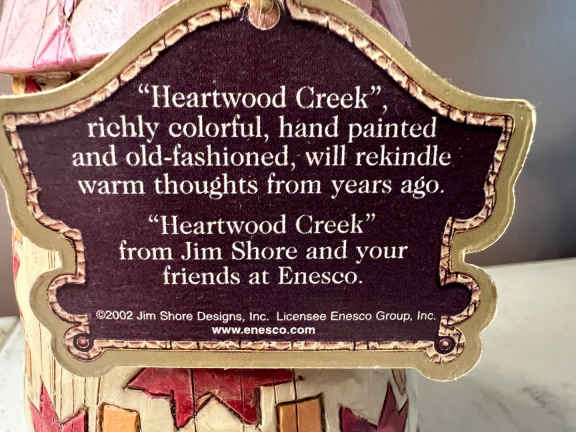 “Heartwood Creek”,
richly colorful, hand painted
and old-fashioned, will rekindle
warm thoughts from years ago.
“Heartwood Creek”
from Jim Shore and your
friends at Enesco.
©2002 Jim Shore Designs, Inc. Licensee Enesco Group, Inc.
www.enesco.com